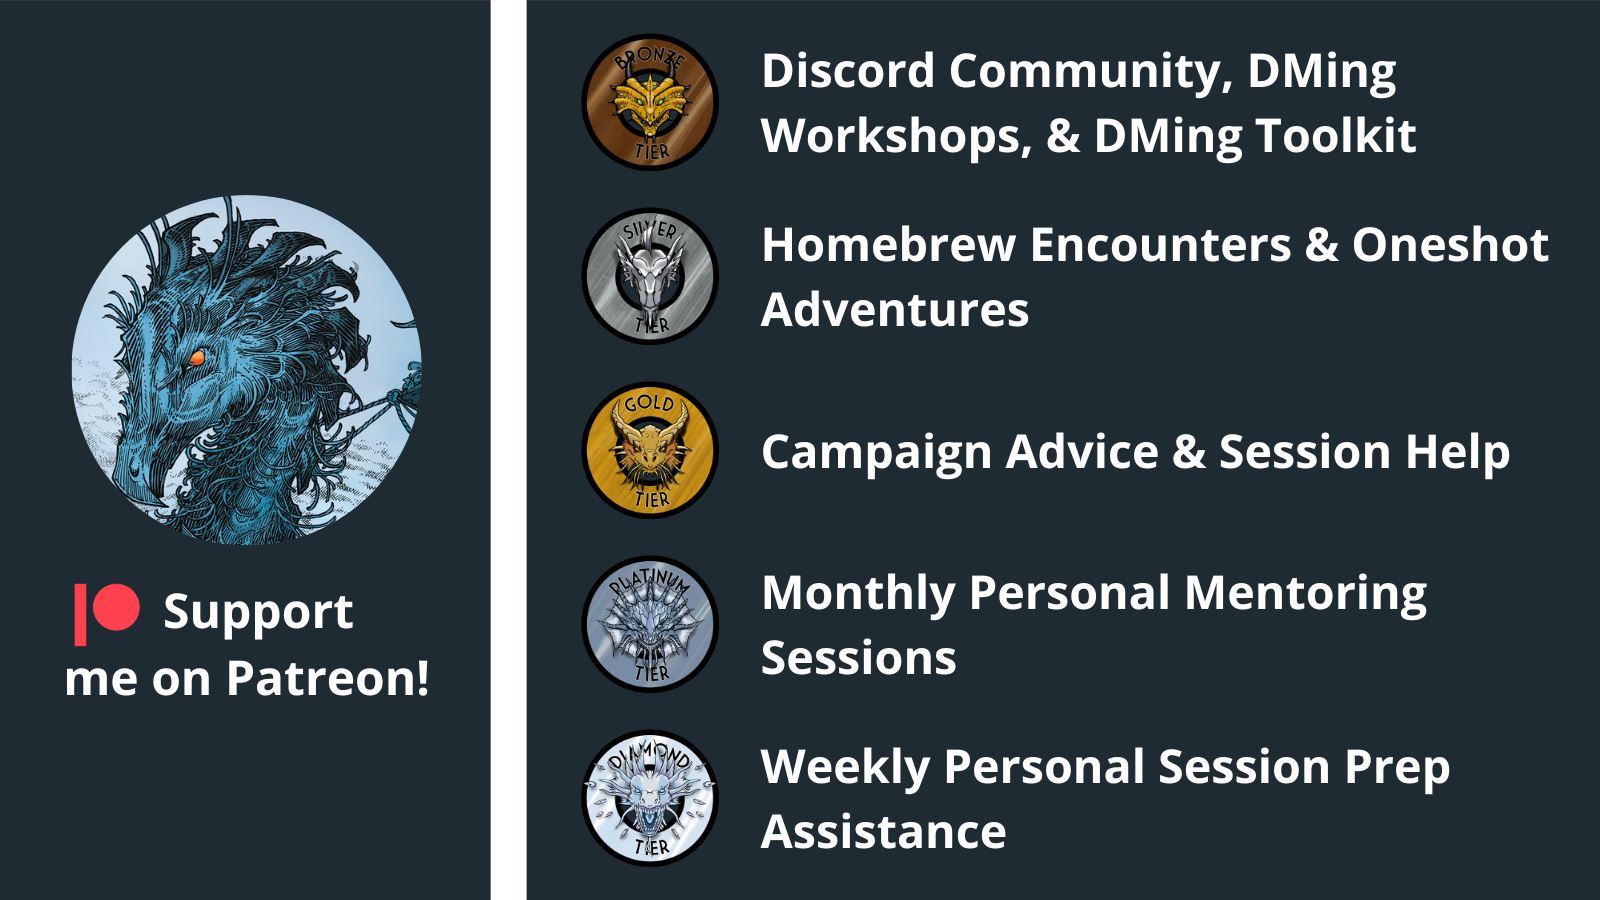 Support
me on Patreon!
BRONZE
TIER
Discord Community, DMing
Workshops, & DMing Toolkit
SILVER
TIER
Homebrew Encounters & Oneshot
Adventures
GOLD
TIER
Campaign Advice & Session Help
PLATINUM
TIER
Monthly Personal Mentoring
Sessions
DIAMOND
TIER
Weekly Personal Session Prep
Assistance